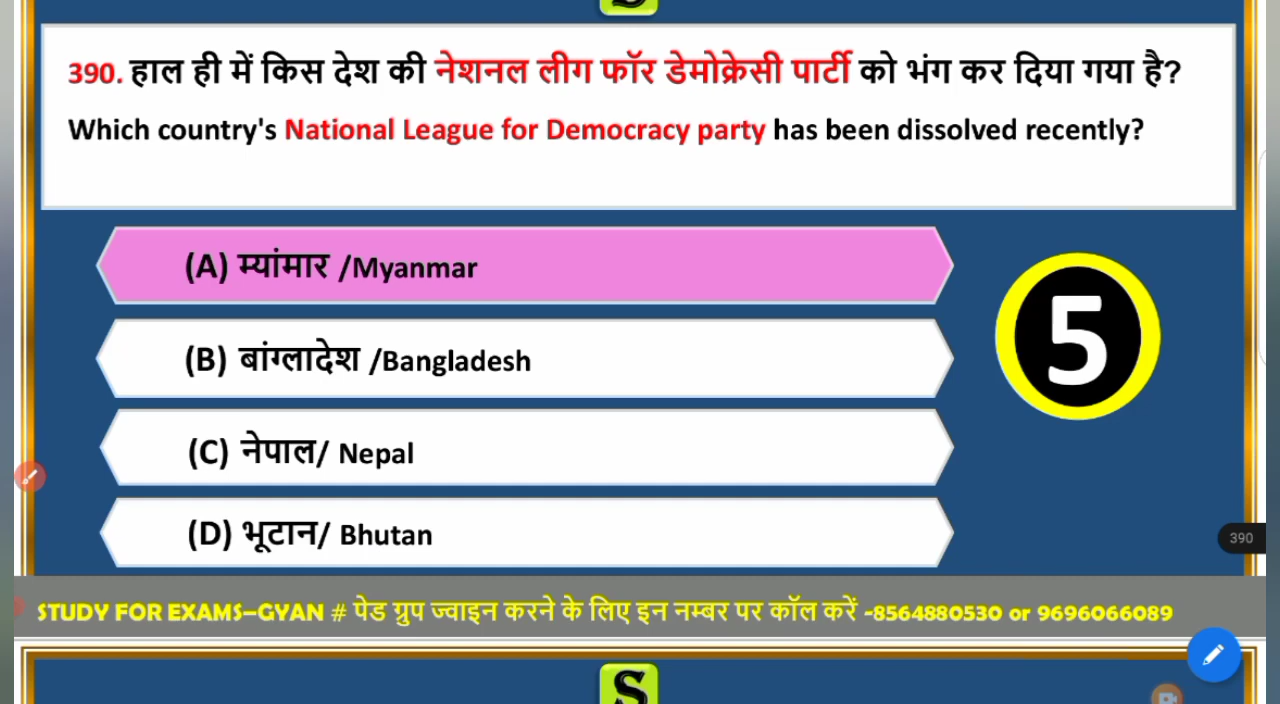 390. हाल ही में किस देश की नेशनल लीग फॉर डेमोक्रेसी पार्टी को भंग कर दिया गया है?
Which country's National League for Democracy party has been dissolved recently?
(A) म्यांमार /Myanmar
5
(B) बांग्लादेश /Bangladesh
(C) नेपाल/ Nepal
(D) भूटान/ Bhutan
390
STUDY FOR EXAMS–GYAN # पेड ग्रुप ज्वाइन करने के लिए इन नम्बर पर कॉल करें -8564880530 or 9696066089
S